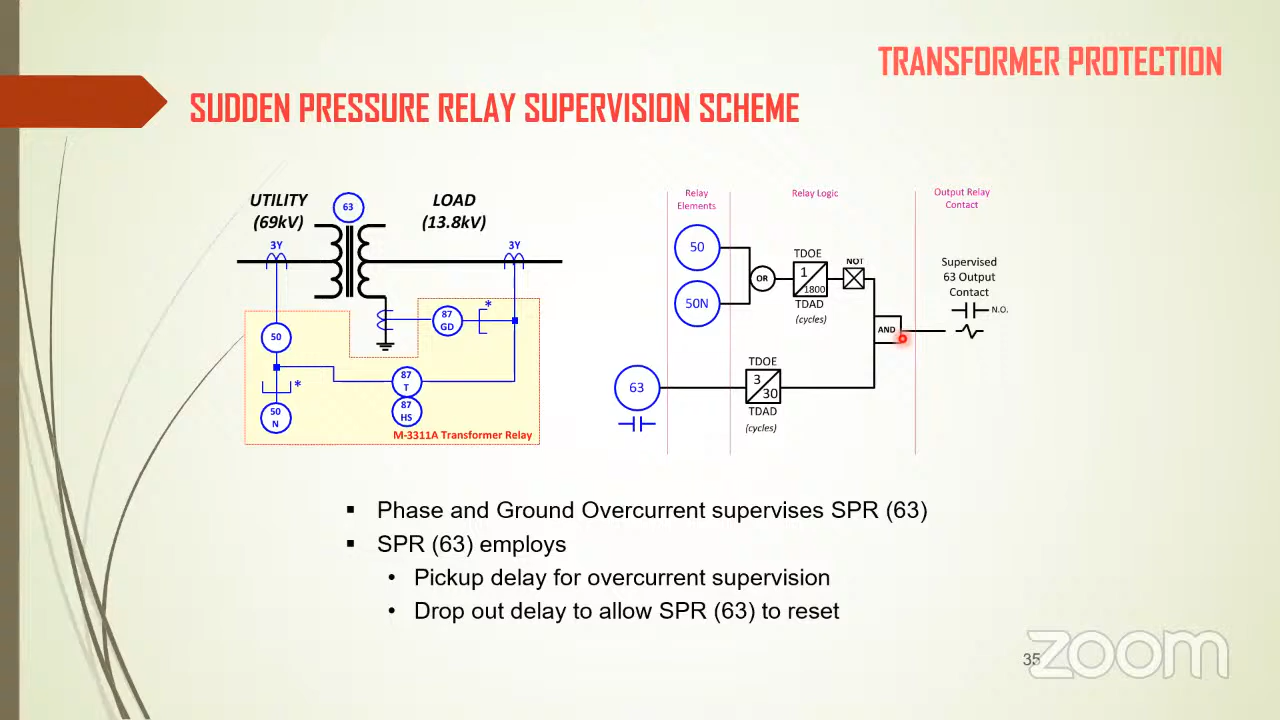 TRANSFORMER PROTECTION
SUDDEN PRESSURE RELAY SUPERVISION SCHEME
UTILITY
(69kV)
63
LOAD
(13.8kV)
3Y
3Y
87
GD
*
50
*
50
N
87
T
87
HS
M-3311A Transformer Relay
Relay
Elements
Relay Logic
Output Relay
Contact
50
50N
OR
TDOE
1
1800
TDAD
(cycles)
NOT
AND
Supervised
63 Output
Contact
N.O.
63
TDOE
3
30
TDAD
(cycles)
▪ Phase and Ground Overcurrent supervises SPR (63)
▪ SPR (63) employs
• Pickup delay for overcurrent supervision
• Drop out delay to allow SPR (63) to reset
35
zoom